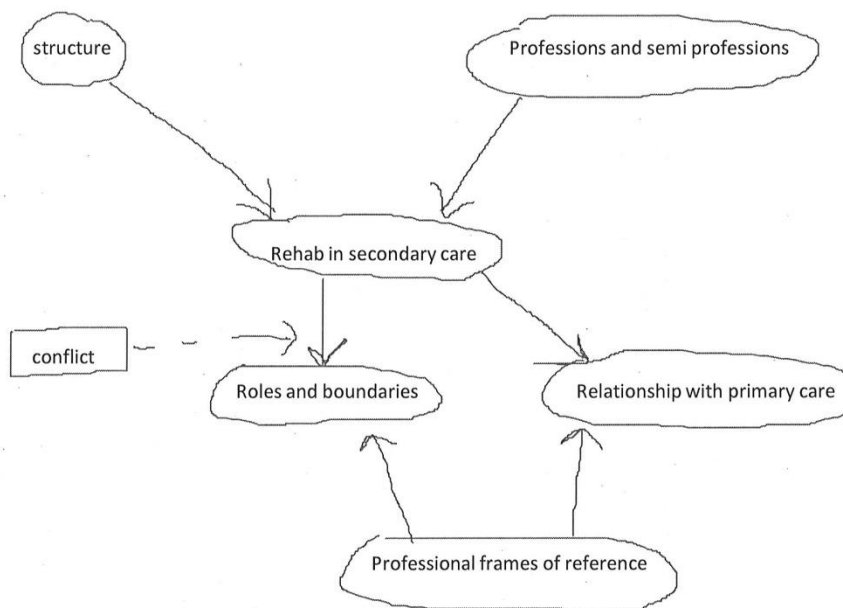 structure
Professions and semi professions
Rehab in secondary care
conflict
Roles and boundaries
Relationship with primary care
Professional frames of reference